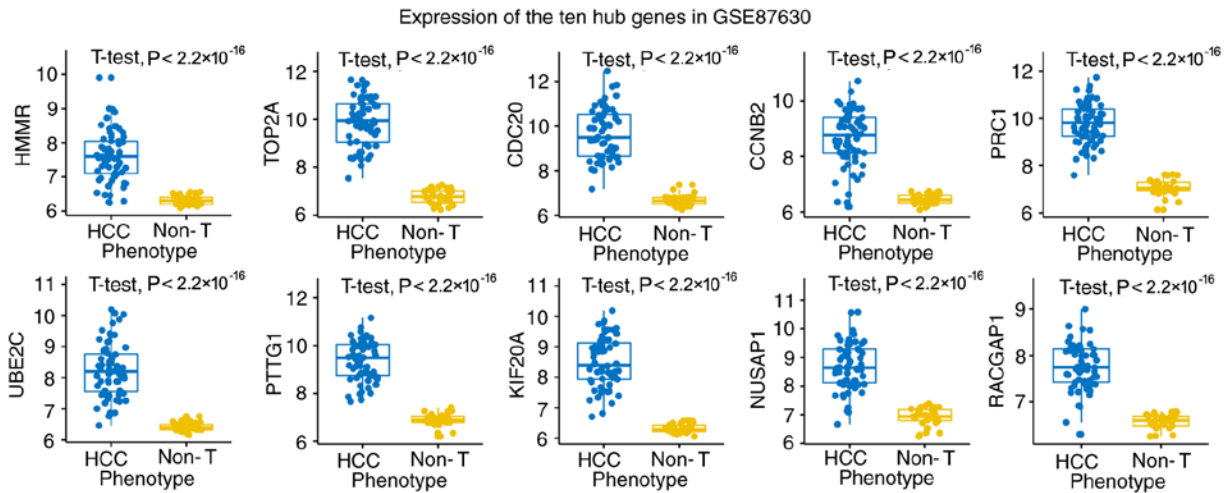 Expression of the ten hub genes in GSE87630
T-test, P < 2.2×10⁻¹⁶
HMMR
10
9
8
7
6
HCC Non-T
Phenotype
T-test, P < 2.2×10⁻¹⁶
TOP2A
12
10
8
6
HCC Non-T
Phenotype
T-test, P < 2.2×10⁻¹⁶
CDC20
12
10
8
6
HCC Non-T
Phenotype
T-test, P < 2.2×10⁻¹⁶
CCNB2
10
8
6
HCC Non-T
Phenotype
T-test, P < 2.2×10⁻¹⁶
PRC1
12
10
8
6
HCC Non-T
Phenotype
T-test, P < 2.2×10⁻¹⁶
UBE2C
11
10
9
8
7
6
HCC Non-T
Phenotype
T-test, P < 2.2×10⁻¹⁶
PTTG1
12
10
8
6
HCC Non-T
Phenotype
T-test, P < 2.2×10⁻¹⁶
KIF20A
10
8
6
HCC Non-T
Phenotype
T-test, P < 2.2×10⁻¹⁶
NUSAP1
11
10
9
8
7
6
HCC Non-T
Phenotype
T-test, P < 2.2×10⁻¹⁶
RACGAP1
9
8
7
HCC Non-T
Phenotype